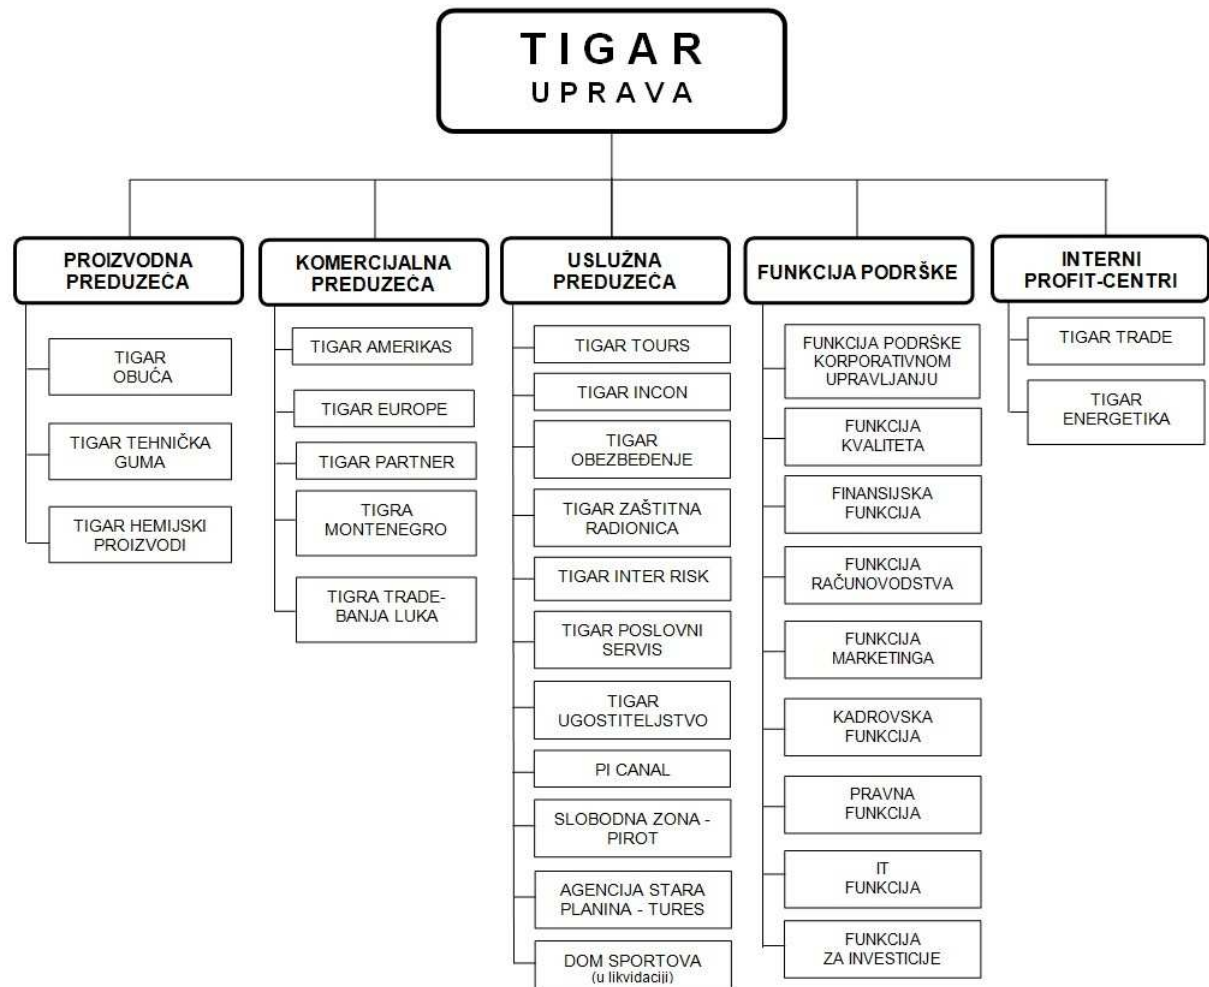 TIGAR
UPRAVA
PROIZVODNA
PREDUZEĆA
TIGAR
OBUĆA
TIGAR TEHNIČKA
GUMA
TIGAR HEMIJSKI
PROIZVODI
KOMERCIJALNA
PREDUZEĆA
TIGAR AMERIKAS
TIGAR EUROPE
TIGAR PARTNER
TIGRA
MONTENEGRO
TIGRA TRADE-
BANJA LUKA
USLUŽNA
PREDUZEĆA
TIGAR TOURS
TIGAR INCON
TIGAR
OBEZBEĐENJE
TIGAR ZAŠTITNA
RADIONICA
TIGAR INTER RISK
TIGAR POSLOVNI
SERVIS
TIGAR
UGOSTITELJSTVO
PI CANAL
SLOBODNA ZONA -
PIROT
AGENCIJA STARA
PLANINA - TURES
DOM SPORTOVA
(u likvidaciji)
FUNKCIJA PODRŠKE
FUNKCIJA PODRŠKE
KORPORATIVNOM
UPRAVLJANJU
FUNKCIJA
KVALITETA
FINANSIJSKA
FUNKCIJA
FUNKCIJA
RAČUNOVODSTVA
FUNKCIJA
MARKETINGA
KADROVSKA
FUNKCIJA
PRAVNA
FUNKCIJA
IT
FUNKCIJA
FUNKCIJA
ZA INVESTICIJE
INTERNI
PROFIT-CENTRI
TIGAR TRADE
TIGAR
ENERGETIKA